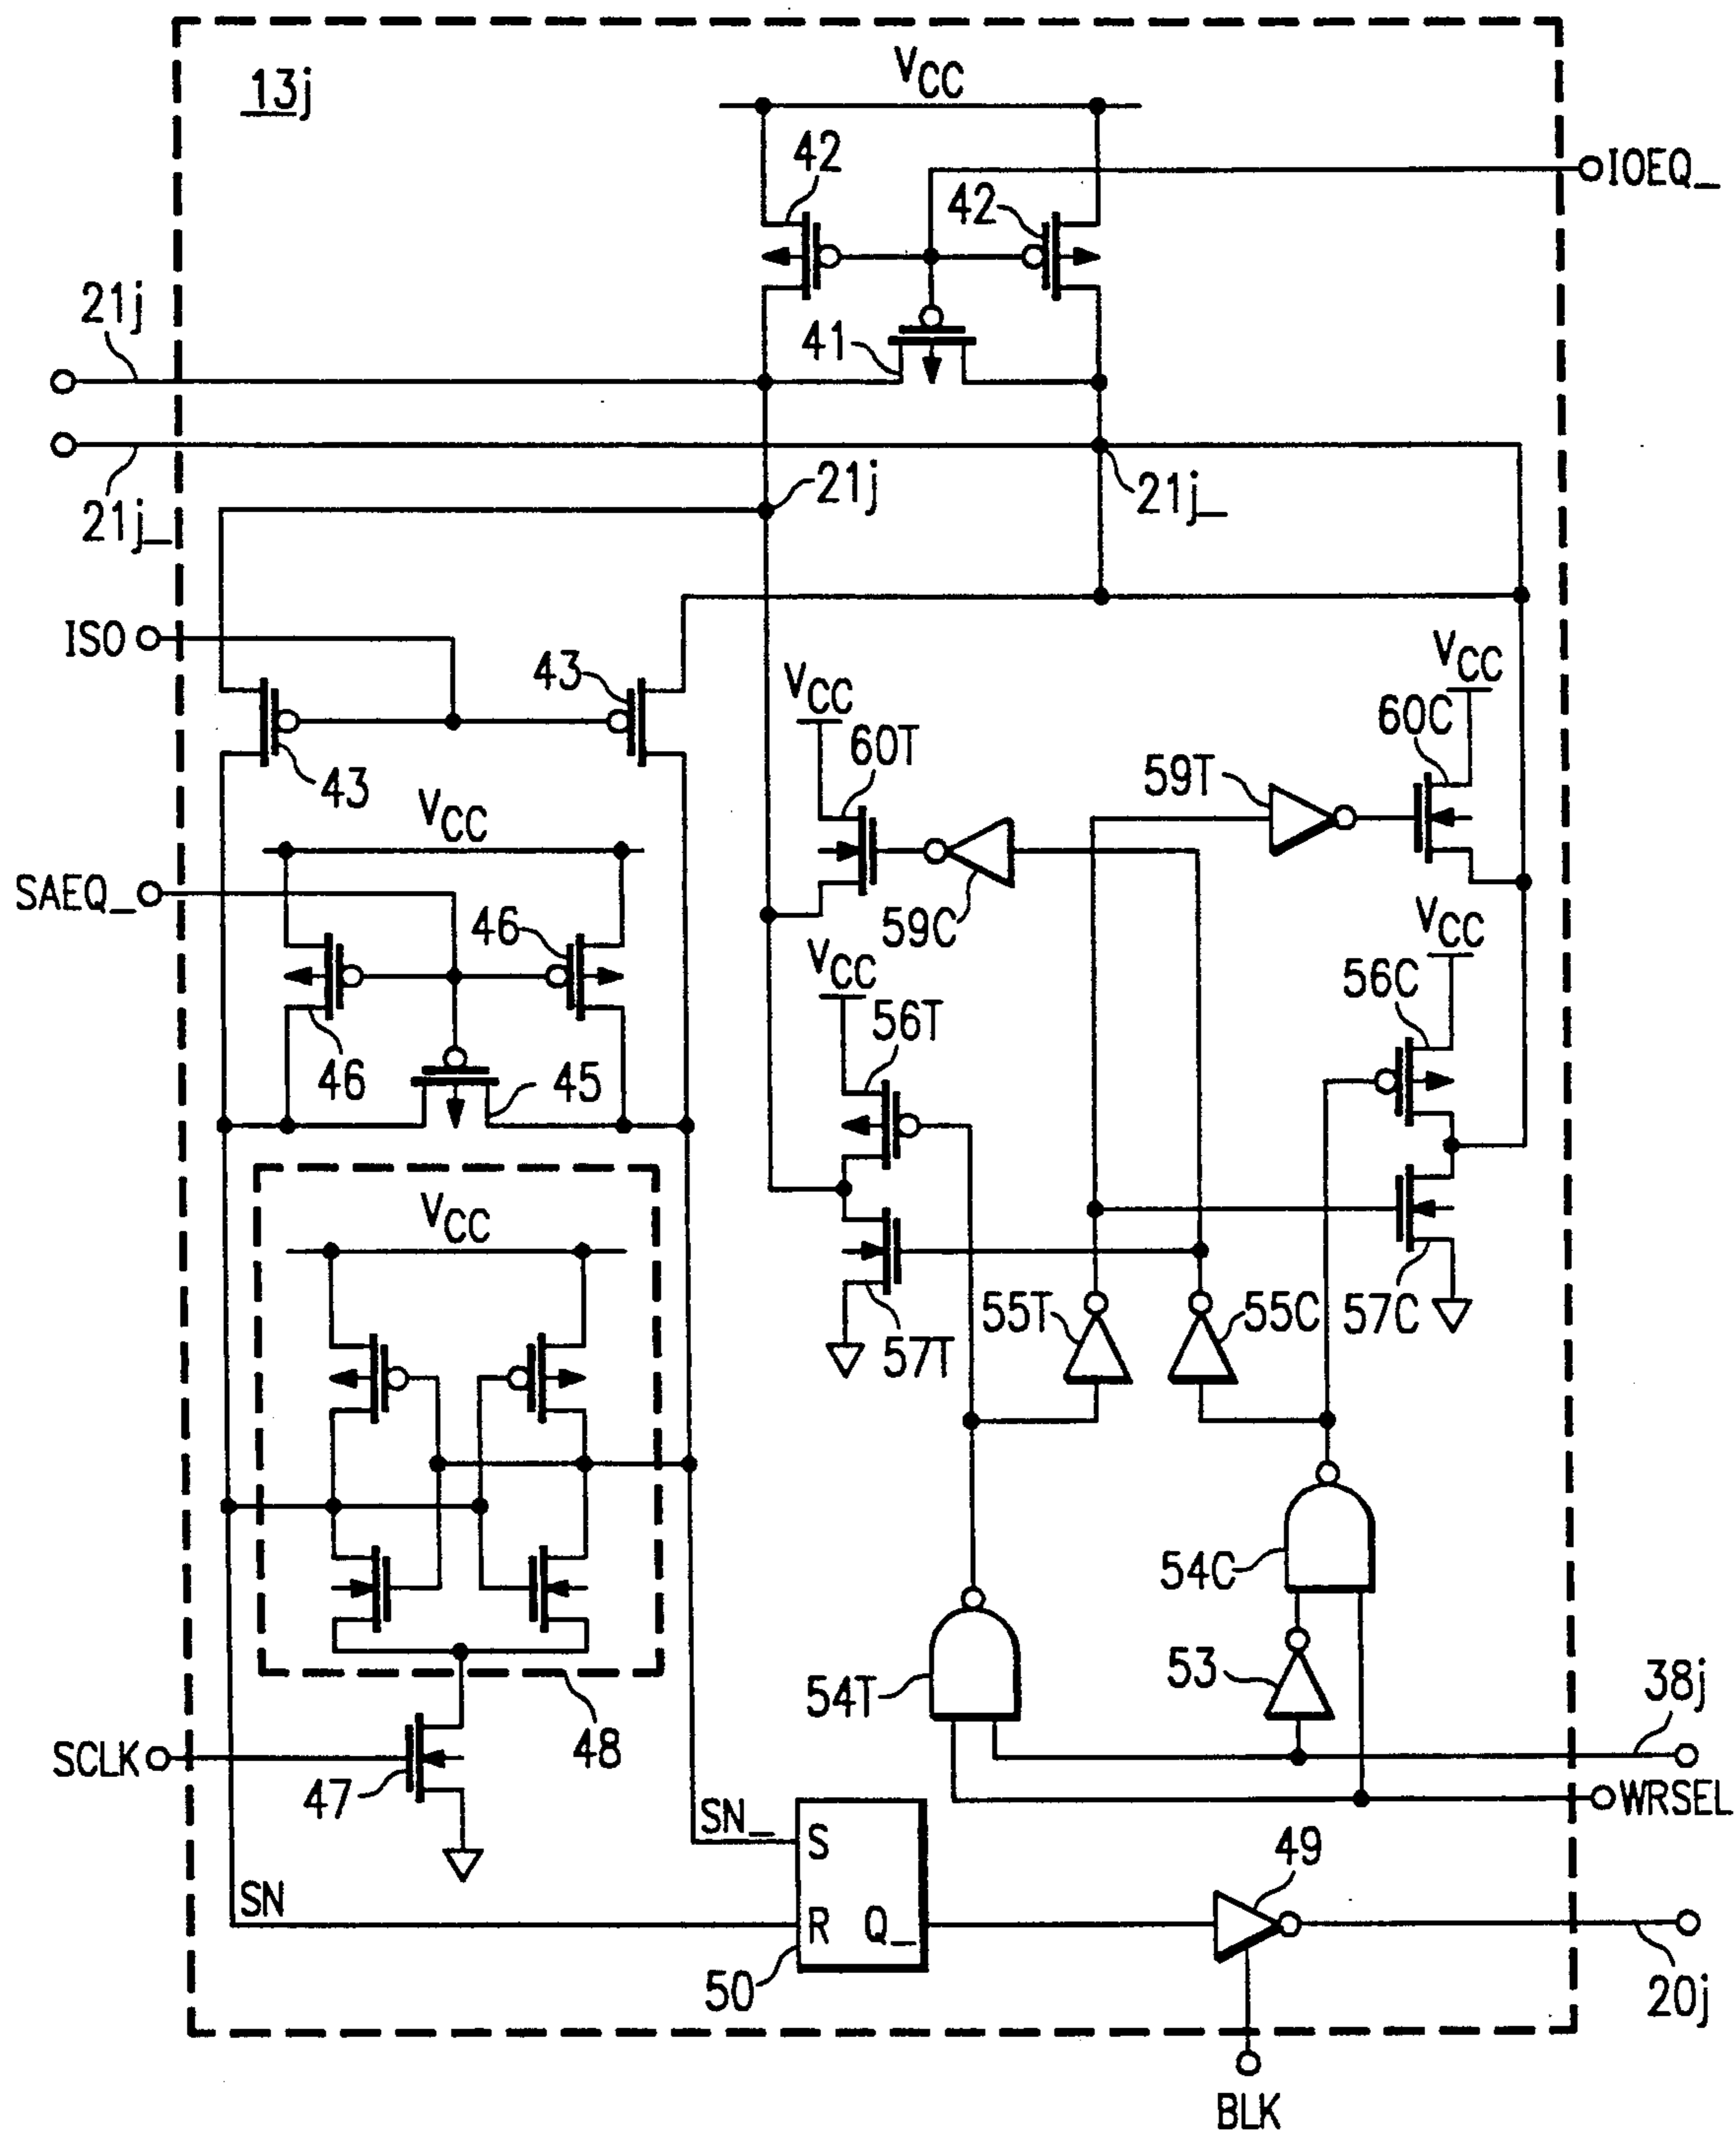 13j
VCC
42
42
IOEQ_
21j
41
21j_
21j
21j_
ISO
43
43
VCC
60T
VCC
60C
59T
VCC
59C
SAEQ_
46
46
45
VCC
56T
VCC
56C
VCC
57T
55T
55C
57C
54C
54T
53
38j
WRSEL
SCLK
47
48
SN_
S
SN
R
Q_
50
49
20j
BLK